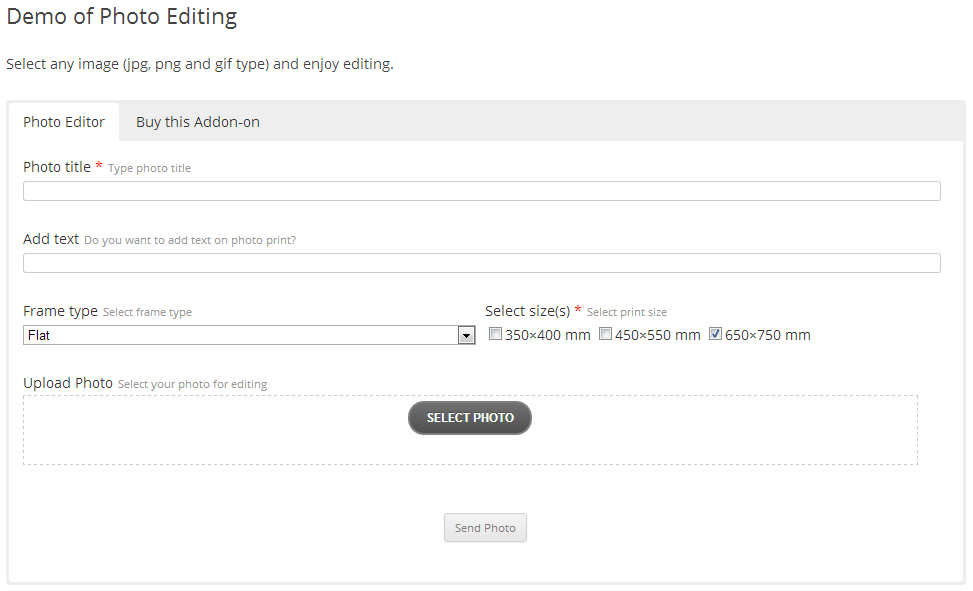 Demo of Photo Editing
Select any image (jpg, png and gif type) and enjoy editing.
Photo Editor Buy this Addon-on
Photo title * Type photo title
Add text Do you want to add text on photo print?
Frame type Select frame type Select size(s) * Select print size
Flat 350×400 mm 450×550 mm 650×750 mm
Upload Photo Select your photo for editing
SELECT PHOTO
Send Photo